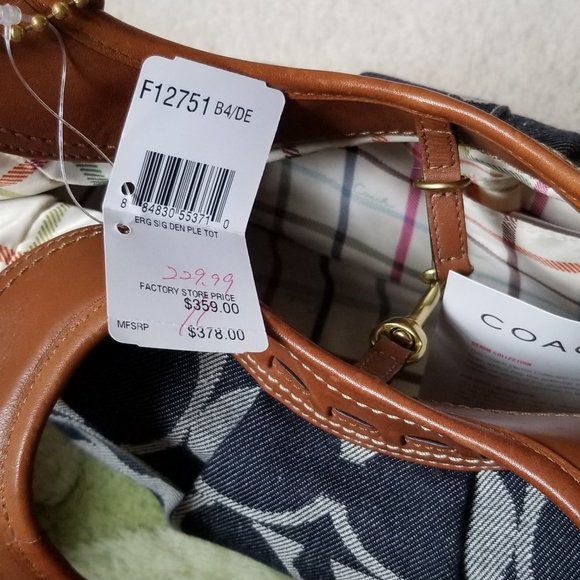 F12751 B4/DE
8 84830 55371 0
ERG SIG DEN PLE TOT
229.99
FACTORY STORE PRICE
$359.00
MFSRP $378.00
COAC
Coach